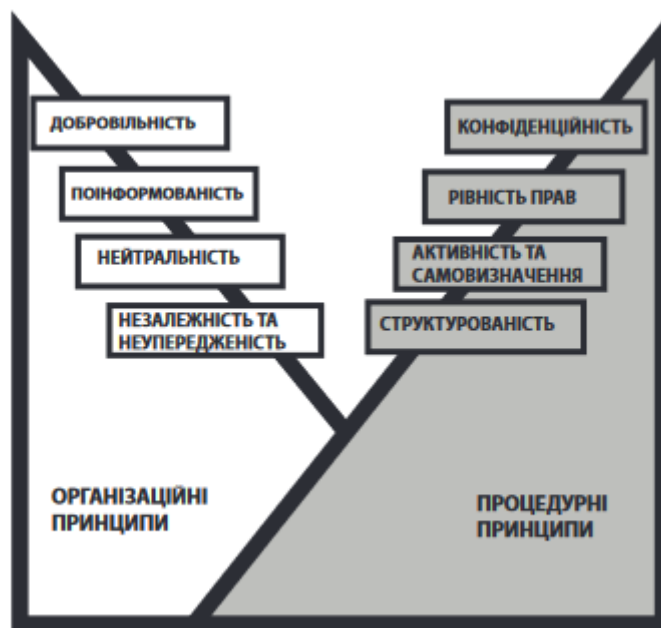 ДОБРОВІЛЬНІСТЬ
ПОІНФОРМОВАНІСТЬ
НЕЙТРАЛЬНІСТЬ
НЕЗАЛЕЖНІСТЬ ТА
НЕУПЕРЕДЖЕНІСТЬ
ОРГАНІЗАЦІЙНІ
ПРИНЦИПИ
КОНФІДЕНЦІЙНІСТЬ
РІВНІСТЬ ПРАВ
АКТИВНІСТЬ ТА
САМОВИЗНАЧЕННЯ
СТРУКТУРОВАНІСТЬ
ПРОЦЕДУРНІ
ПРИНЦИПИ